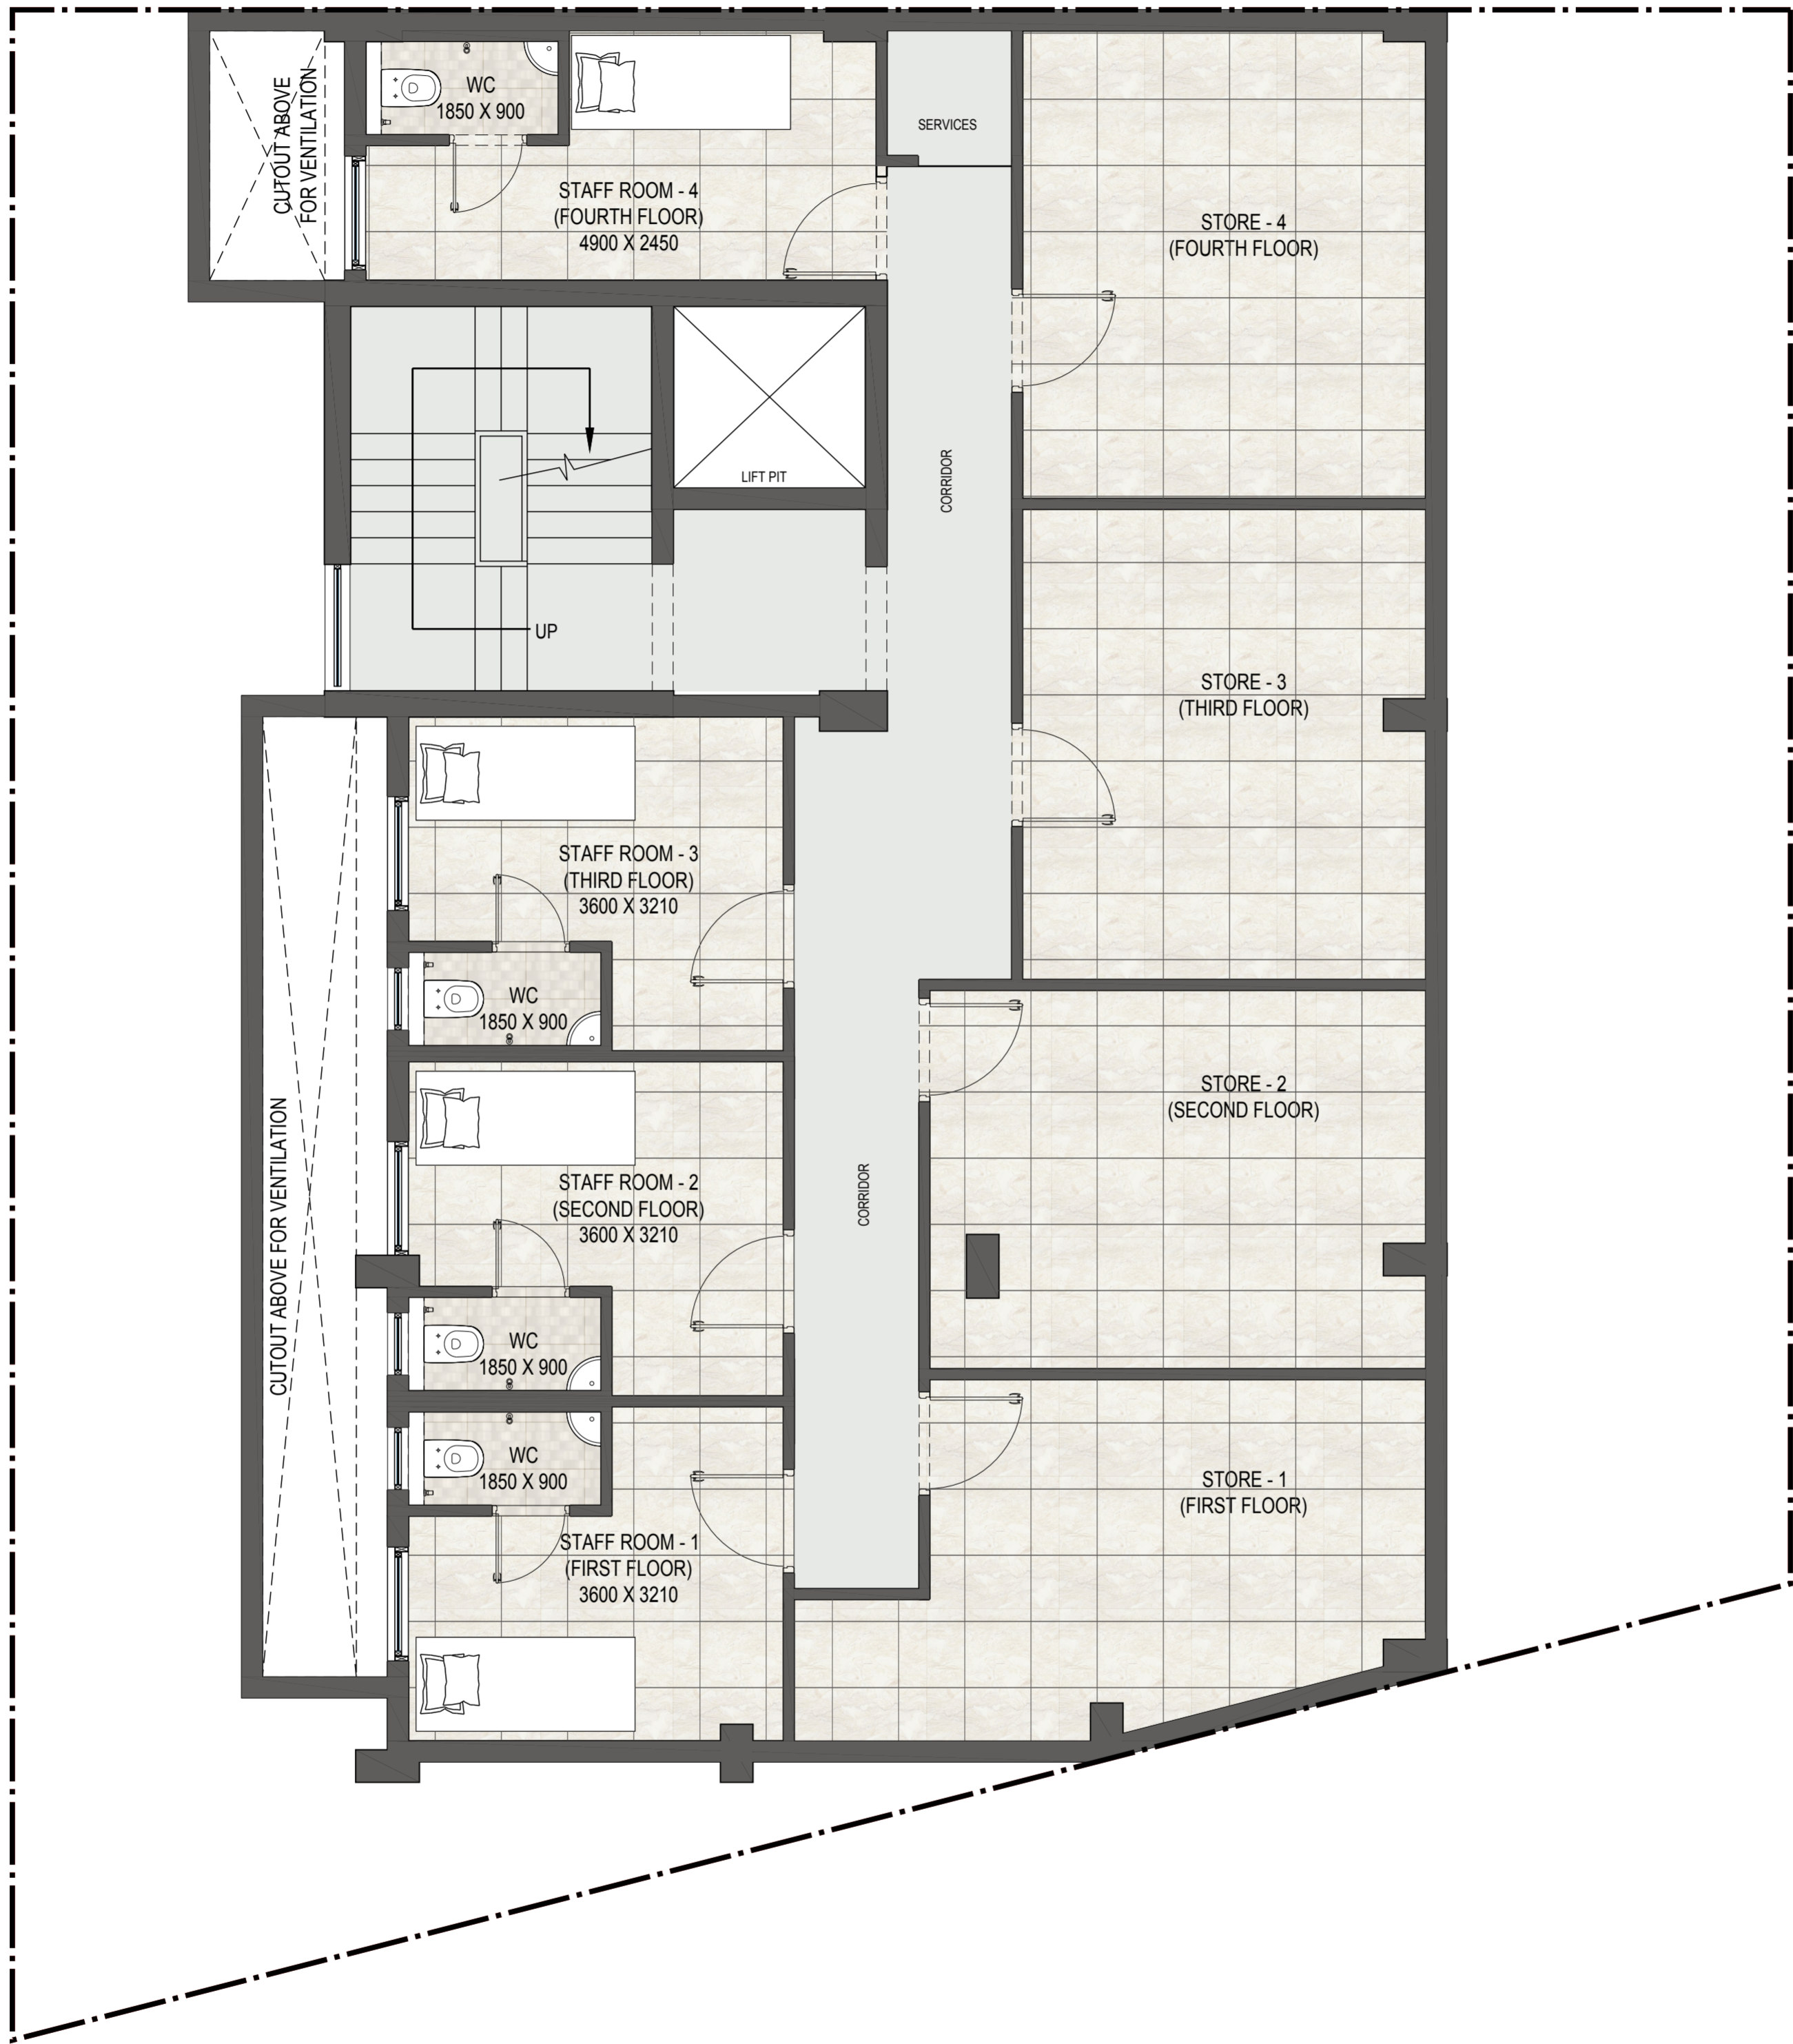 CUTOUT ABOVE
FOR VENTILATION
WC
1850 X 900
SERVICES
STAFF ROOM - 4
(FOURTH FLOOR)
4900 X 2450
STORE - 4
(FOURTH FLOOR)
LIFT PIT
CORRIDOR
UP
STORE - 3
(THIRD FLOOR)
STAFF ROOM - 3
(THIRD FLOOR)
3600 X 3210
WC
1850 X 900
STORE - 2
(SECOND FLOOR)
CUTOUT ABOVE FOR VENTILATION
STAFF ROOM - 2
(SECOND FLOOR)
3600 X 3210
CORRIDOR
WC
1850 X 900
WC
1850 X 900
STORE - 1
(FIRST FLOOR)
STAFF ROOM - 1
(FIRST FLOOR)
3600 X 3210